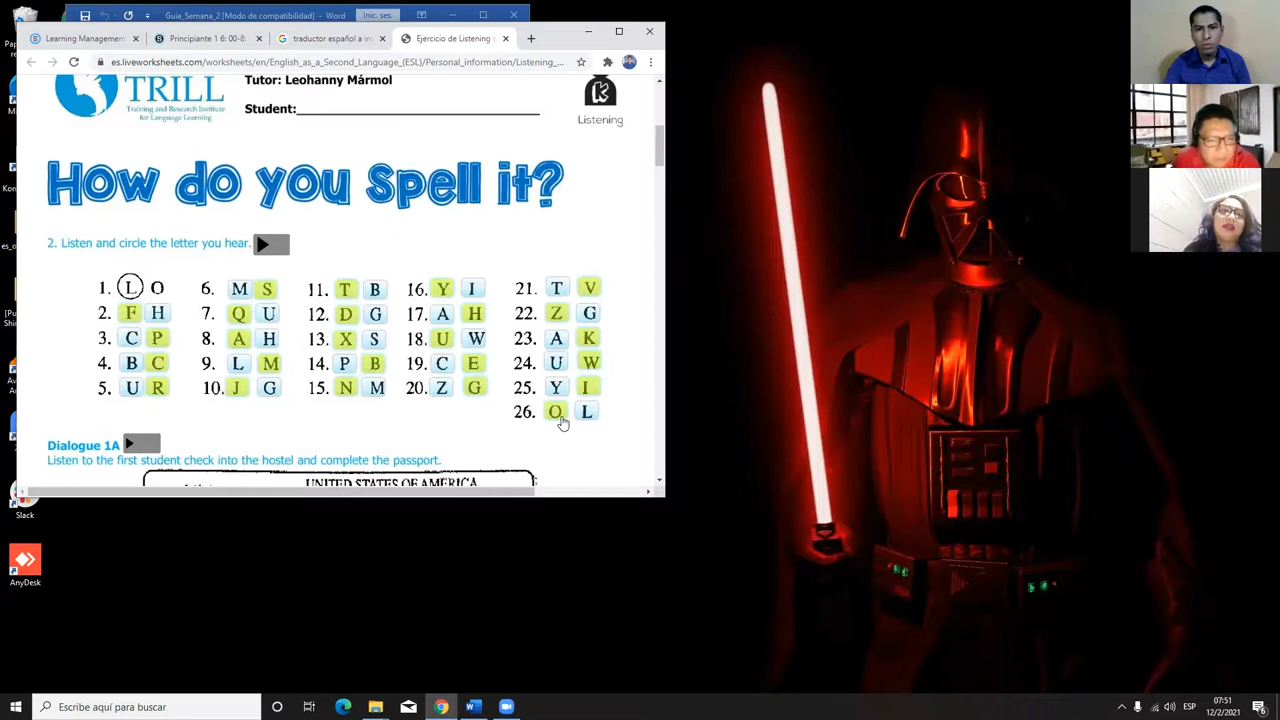 Guia_Semana_2 [Modo de compatibilidad] - Word Inic. ses.
Learning Management Principiante 1 6: 00-8: traductor español a in Ejercicio de Listening s
es.liveworksheets.com/worksheets/en/English_as_a_Second_Language_(ESL)/Personal_information/Listening_...
TRILL
Training and Research Institute
for Language Learning
Tutor: Leohanny Mármol
Student:
Listening
How do you Spell it?
2. Listen and circle the letter you hear.
1. L O 6. M S 11. T B 16. Y I 21. T V
2. F H 7. Q U 12. D G 17. A H 22. Z G
3. C P 8. A H 13. X S 18. U W 23. A K
4. B C 9. L M 14. P B 19. C E 24. U W
5. U R 10. J G 15. N M 20. Z G 25. Y I
26. O L
Dialogue 1A
Listen to the first student check into the hostel and complete the passport.
UNITED STATES OF AMERICA
Slack
AnyDesk
Escribe aquí para buscar
ESP
07:51
12/2/2021